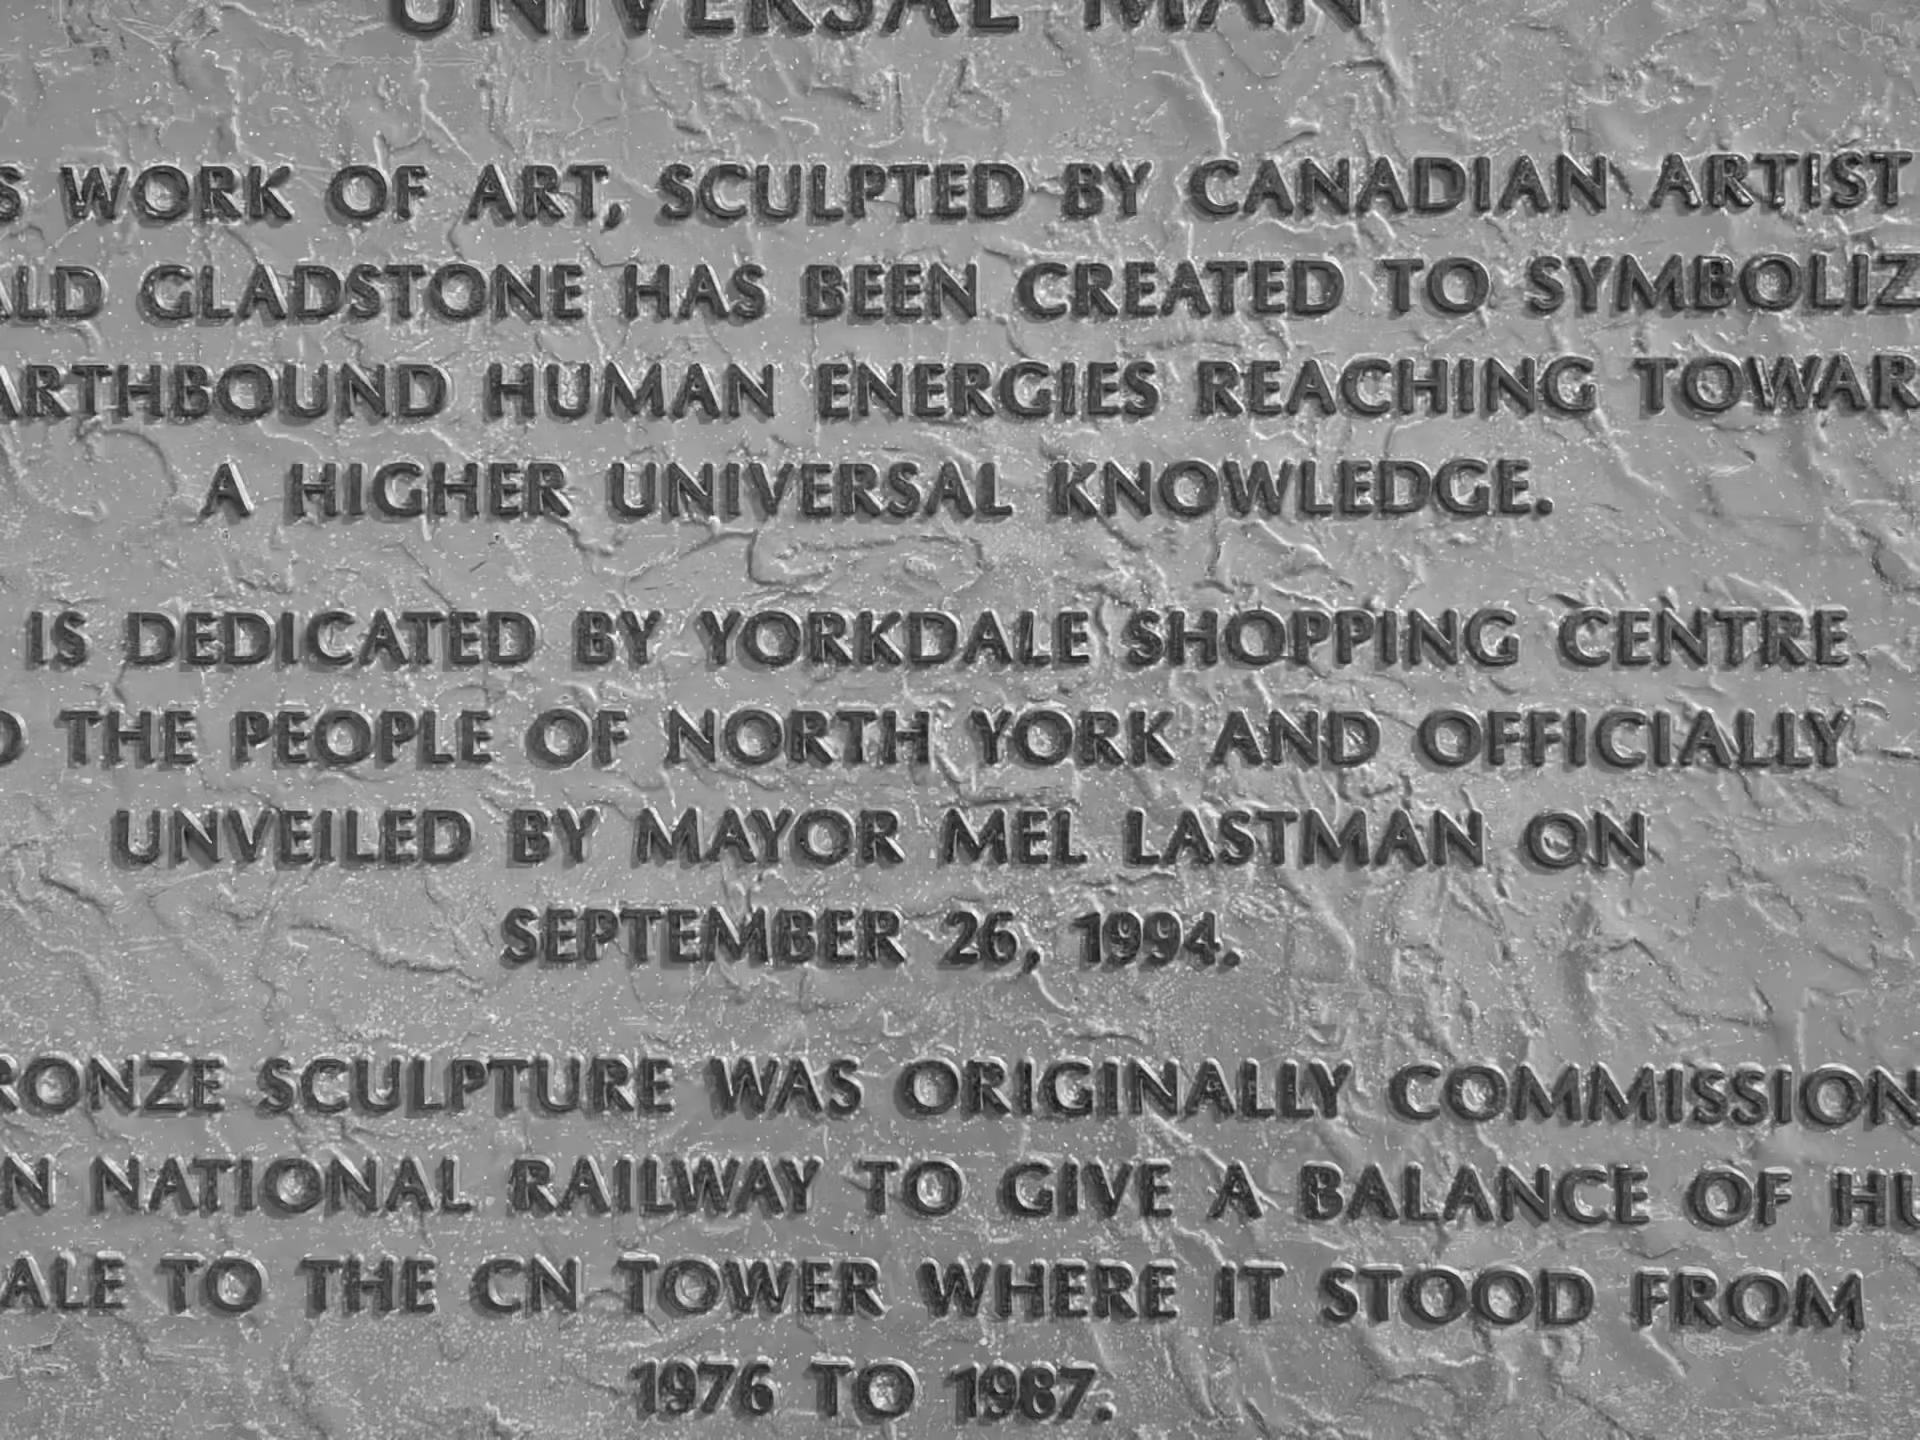 UNIVERSAL MAN
S WORK OF ART, SCULPTED BY CANADIAN ARTIST
ALD GLADSTONE HAS BEEN CREATED TO SYMBOLIZ
ARTHBOUND HUMAN ENERGIES REACHING TOWAR
A HIGHER UNIVERSAL KNOWLEDGE.
IS DEDICATED BY YORKDALE SHOPPING CENTRE
O THE PEOPLE OF NORTH YORK AND OFFICIALLY
UNVEILED BY MAYOR MEL LASTMAN ON
SEPTEMBER 26, 1994.
RONZE SCULPTURE WAS ORIGINALLY COMMISSION
N NATIONAL RAILWAY TO GIVE A BALANCE OF HU
ALE TO THE CN TOWER WHERE IT STOOD FROM
1976 TO 1987.